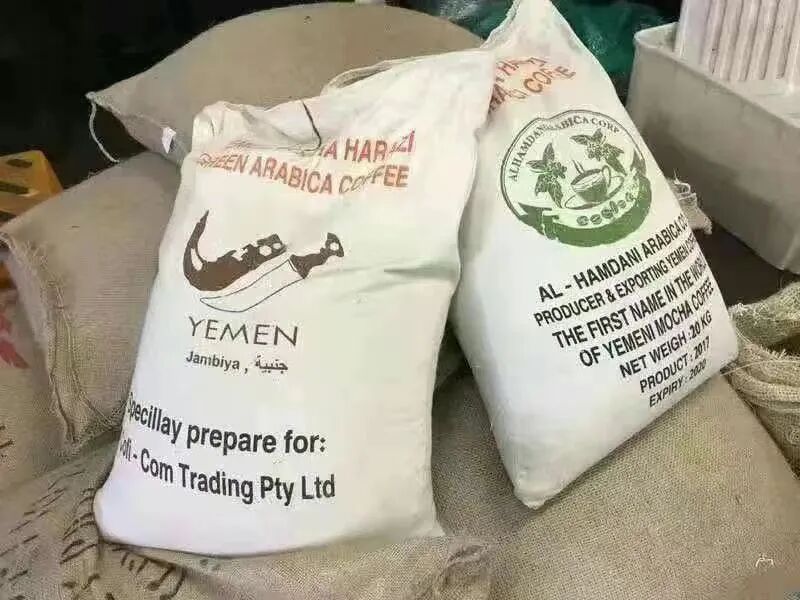 HARAZI
GREEN ARABICA COFFEE
YEMEN
Jambiya , جنبية
Specillay prepare for:
- Com Trading Pty Ltd
COFFEE
ALHAMDANI ARABICA CORP
AL - HAMDANI ARABICA
PRODUCER & EXPORTING YEMEN
THE FIRST NAME IN THE WORLD
OF YEMENI MOCHA COFFEE
NET WEIGH : 20 KG
PRODUCT : 2017
EXPIRY : 2020